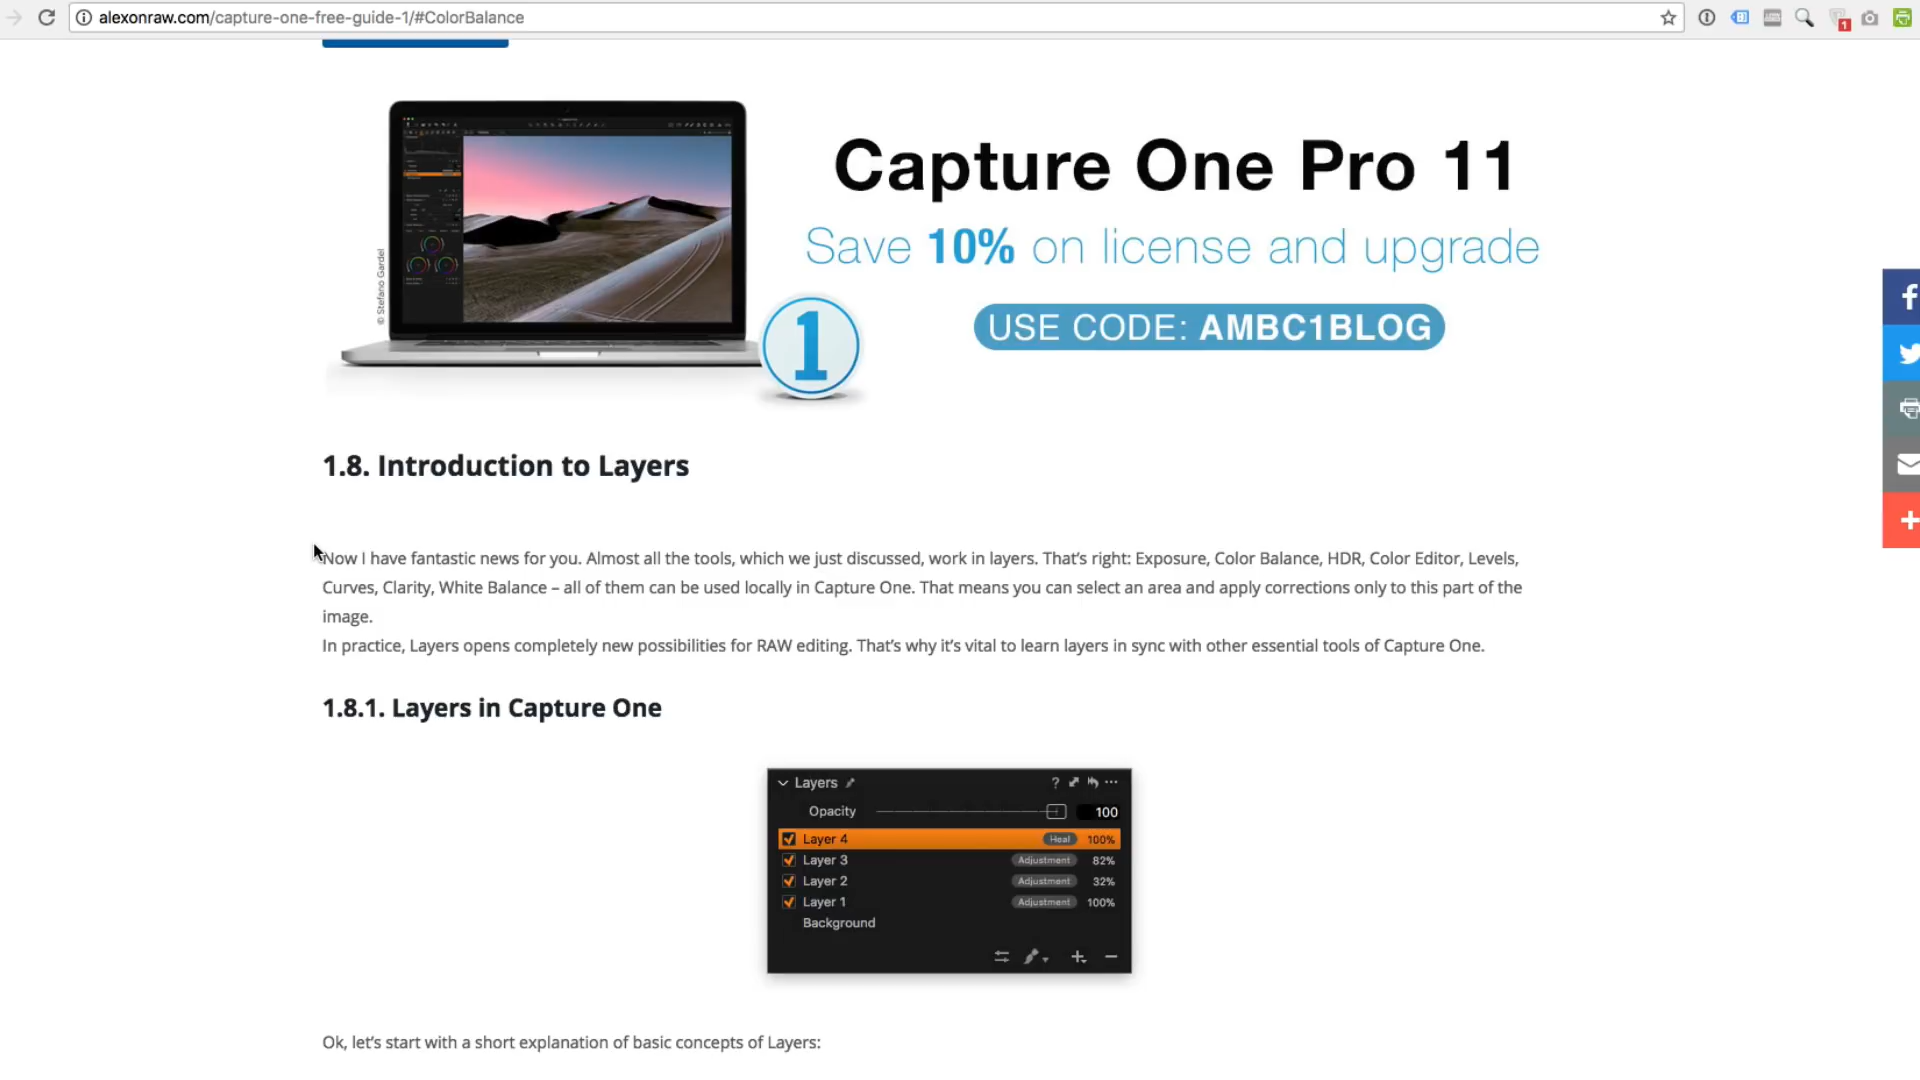 alexonraw.com/capture-one-free-guide-1/#ColorBalance
1
© Stefano Gardel
Capture One Pro 11
Save 10% on license and upgrade
USE CODE: AMBC1BLOG
1
1.8. Introduction to Layers
Now I have fantastic news for you. Almost all the tools, which we just discussed, work in layers. That's right: Exposure, Color Balance, HDR, Color Editor, Levels,
Curves, Clarity, White Balance – all of them can be used locally in Capture One. That means you can select an area and apply corrections only to this part of the
image.
In practice, Layers opens completely new possibilities for RAW editing. That's why it's vital to learn layers in sync with other essential tools of Capture One.
1.8.1. Layers in Capture One
Layers ? ...
Opacity 100
Layer 4 Heal 100%
Layer 3 Adjustment 82%
Layer 2 Adjustment 32%
Layer 1 Adjustment 100%
Background
Ok, let's start with a short explanation of basic concepts of Layers: